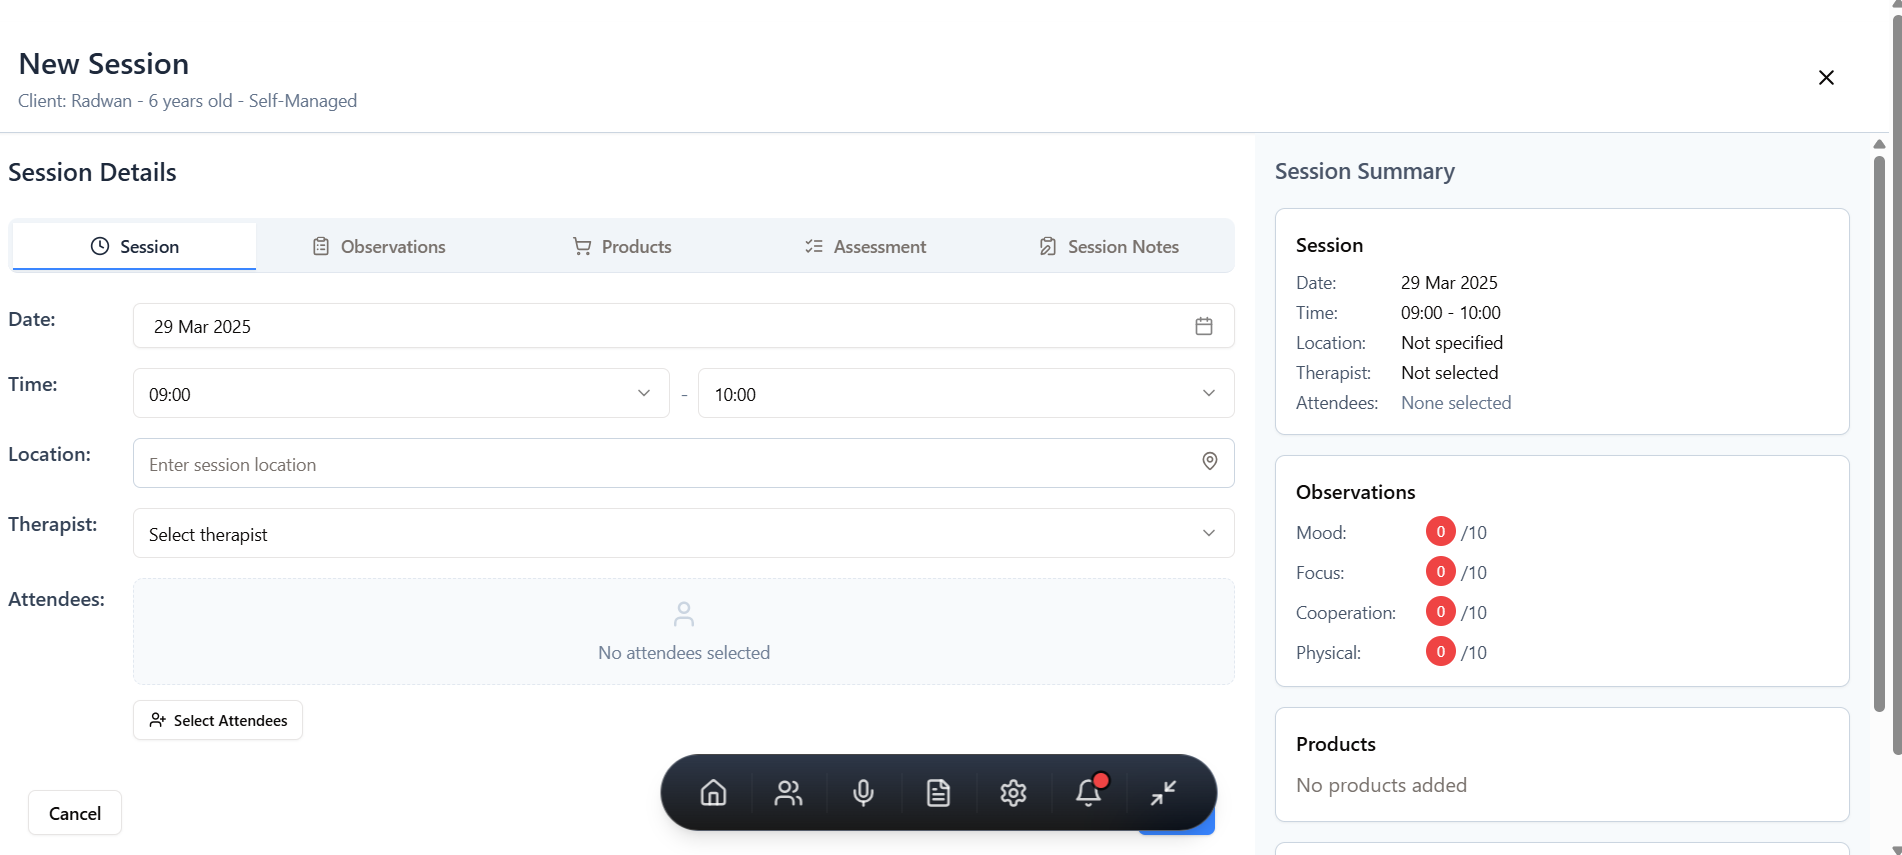 New Session
Client: Radwan - 6 years old - Self-Managed
Session Details
Session
Observations
Products
Assessment
Session Notes
Date:
29 Mar 2025
Time:
09:00
-
10:00
Location:
Enter session location
Therapist:
Select therapist
Attendees:
No attendees selected
Select Attendees
Cancel
Session Summary
Session
Date: 29 Mar 2025
Time: 09:00 - 10:00
Location: Not specified
Therapist: Not selected
Attendees: None selected
Observations
Mood: 0 /10
Focus: 0 /10
Cooperation: 0 /10
Physical: 0 /10
Products
No products added